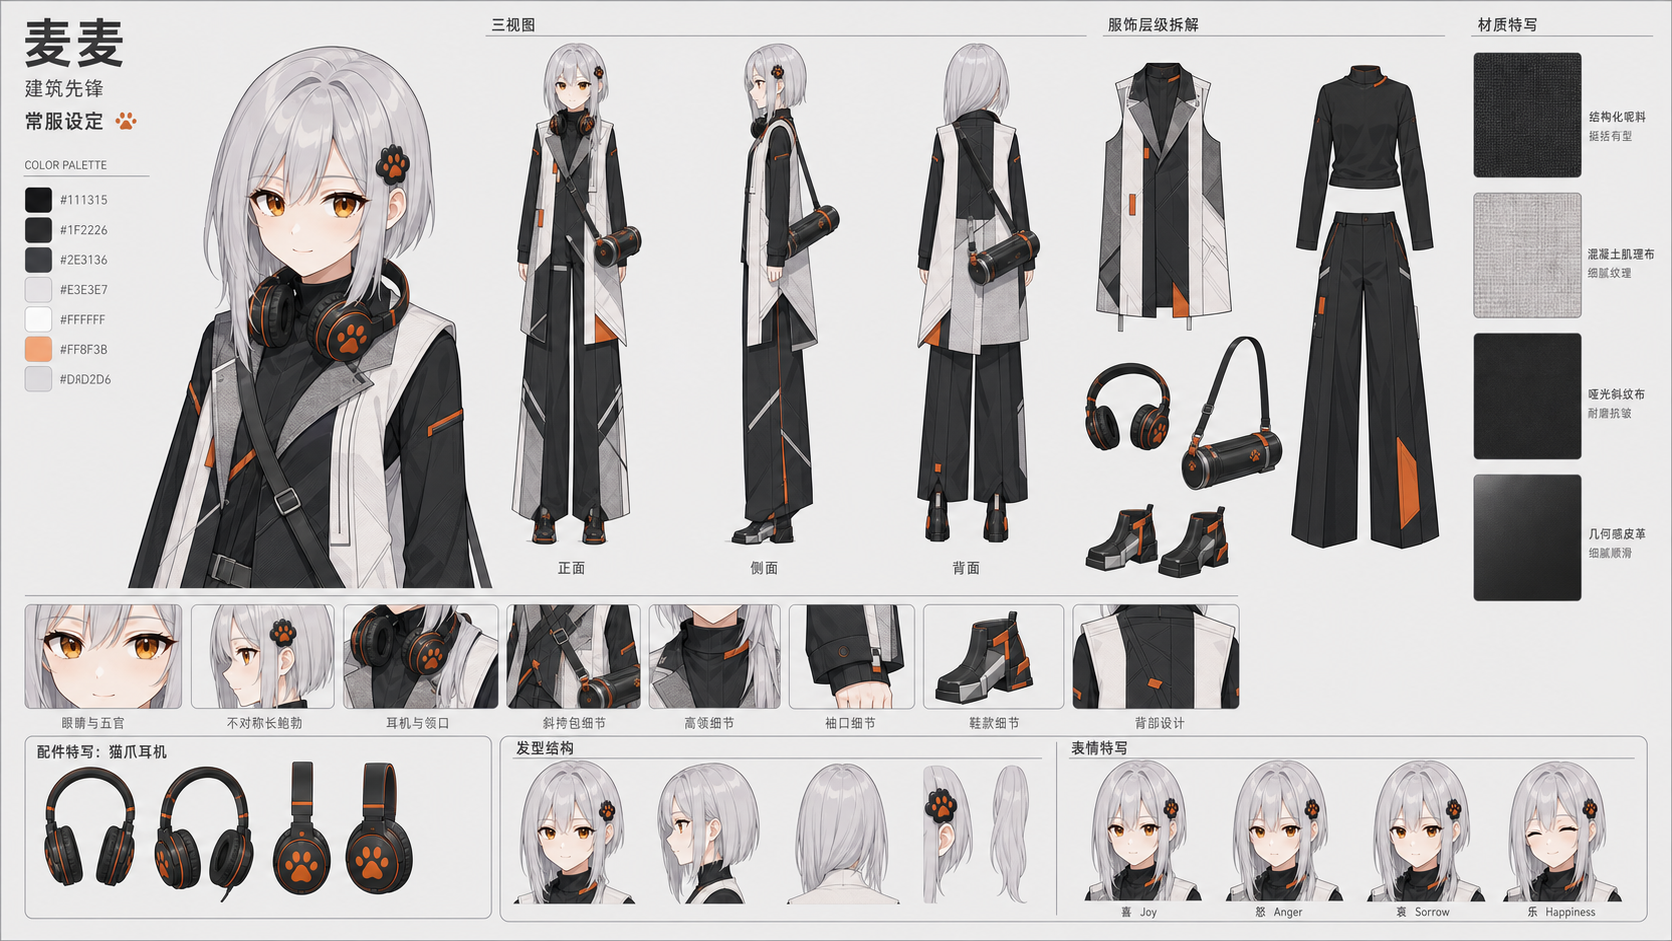 麦麦
建筑先锋
常服设定
COLOR PALETTE
#111315
#1F2226
#2E3136
#E3E3E7
#FFFFFF
#FF8F3B
三视图
正面
侧面
背面
服饰层级拆解
材质特写
结构化呢料
挺括有型
混凝土肌理布
细腻纹理
哑光斜纹布
耐磨抗皱
几何感皮革
细腻顺滑
眼睛与五官
不对称长鲍勃
耳机与领口
斜挎包细节
高领细节
袖口细节
鞋款细节
背部设计
配件特写：猫爪耳机
发型结构
表情特写
喜 Joy
怒 Anger
哀 Sorrow
乐 Happiness